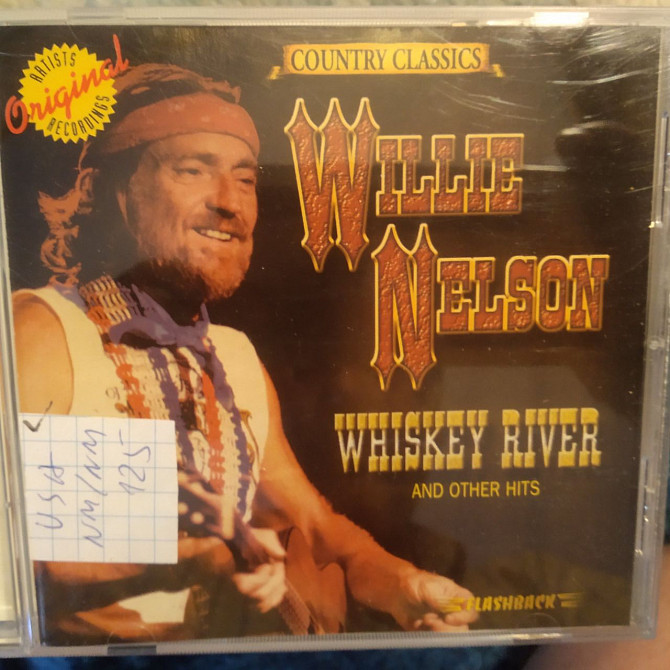 ARTISTS
Original
RECORDINGS
COUNTRY CLASSICS
WILLIE
NELSON
WHISKEY RIVER
AND OTHER HITS
FLASHBACK
USA
NM/NM
125